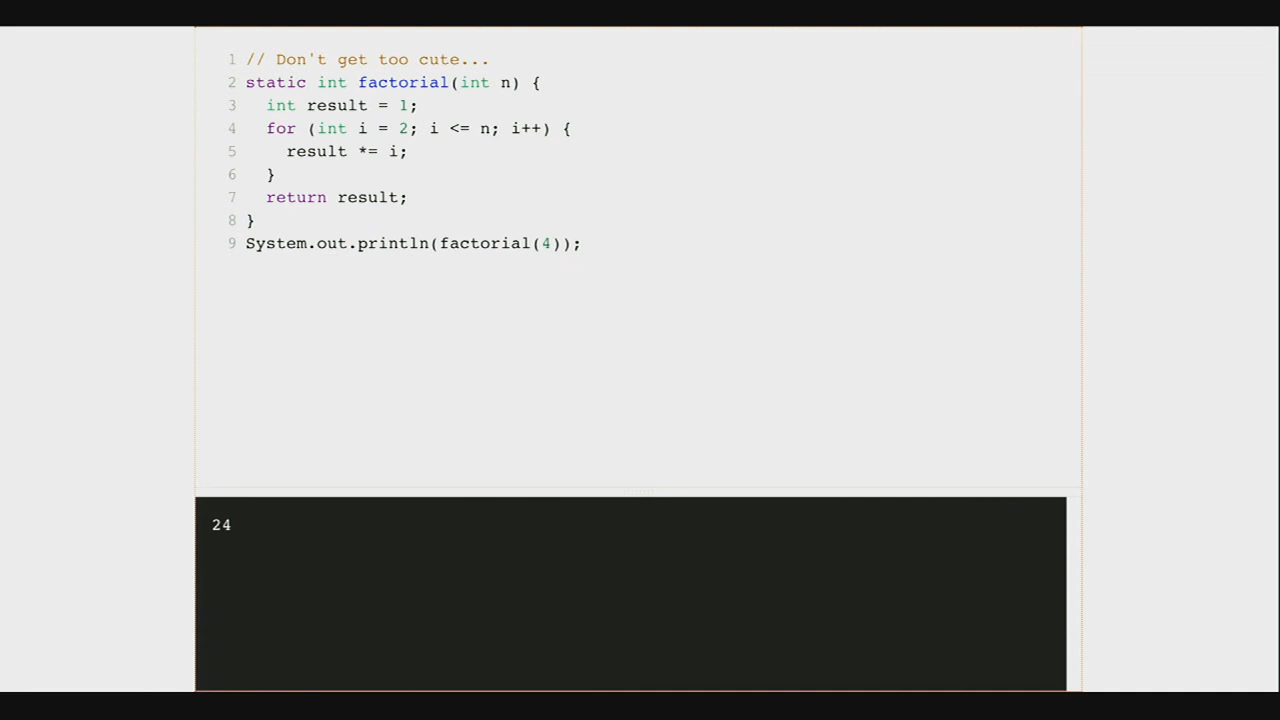 1 // Don't get too cute...
2 static int factorial(int n) {
3   int result = 1;
4   for (int i = 2; i <= n; i++) {
5     result *= i;
6   }
7   return result;
8 }
9 System.out.println(factorial(4));
24